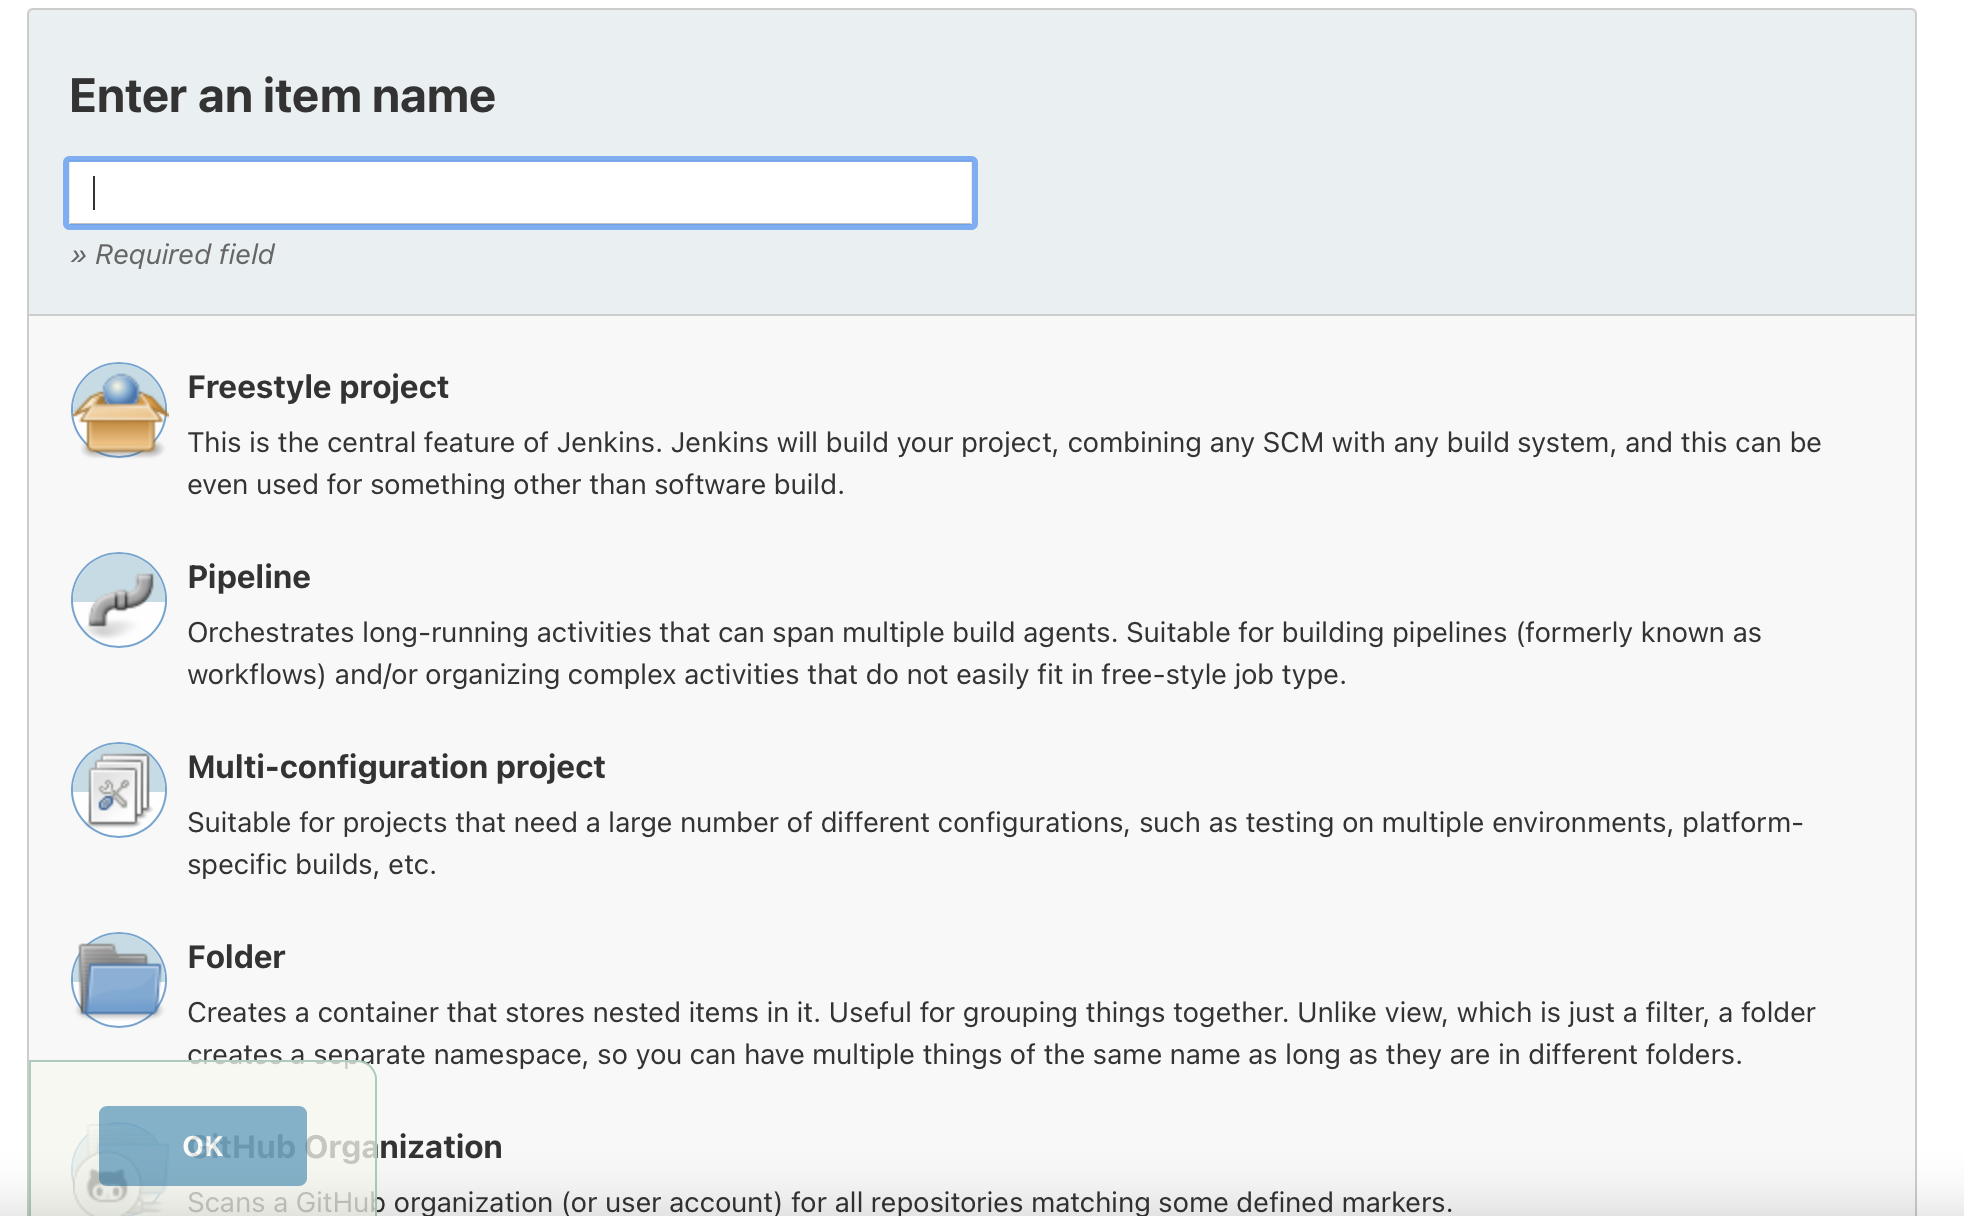 Enter an item name
» Required field
Freestyle project
This is the central feature of Jenkins. Jenkins will build your project, combining any SCM with any build system, and this can be
even used for something other than software build.
Pipeline
Orchestrates long-running activities that can span multiple build agents. Suitable for building pipelines (formerly known as
workflows) and/or organizing complex activities that do not easily fit in free-style job type.
Multi-configuration project
Suitable for projects that need a large number of different configurations, such as testing on multiple environments, platform-
specific builds, etc.
Folder
Creates a container that stores nested items in it. Useful for grouping things together. Unlike view, which is just a filter, a folder
creates a separate namespace, so you can have multiple things of the same name as long as they are in different folders.
OK
GitHub Organization
Scans a GitHub organization (or user account) for all repositories matching some defined markers.